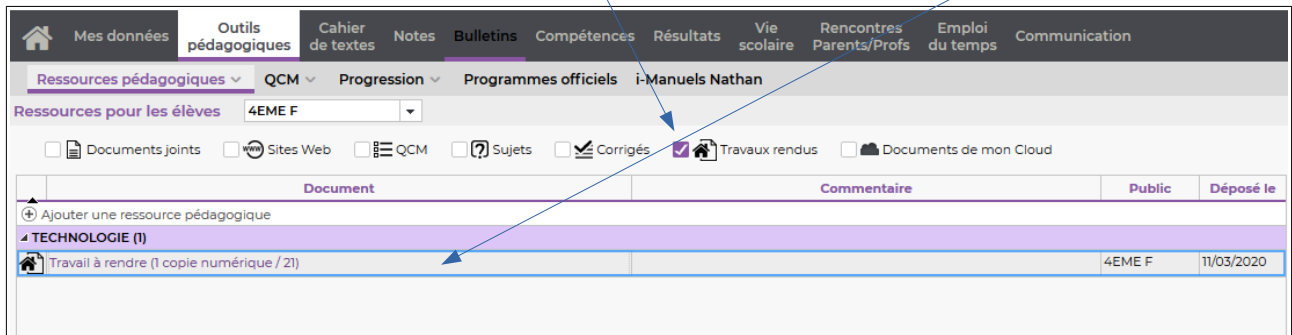 Mes données Outils pédagogiques Cahier de textes Notes Bulletins Compétences Résultats Vie scolaire Rencontres Parents/Profs Emploi du temps Communication
Ressources pédagogiques QCM Progression Programmes officiels i-Manuels Nathan
Ressources pour les élèves 4EME F
Documents joints www Sites Web QCM ? Sujets Corrigés Travaux rendus Documents de mon Cloud
Document Commentaire Public Déposé le
Ajouter une ressource pédagogique
TECHNOLOGIE (1)
Travail à rendre (1 copie numérique / 21) 4EME F 11/03/2020